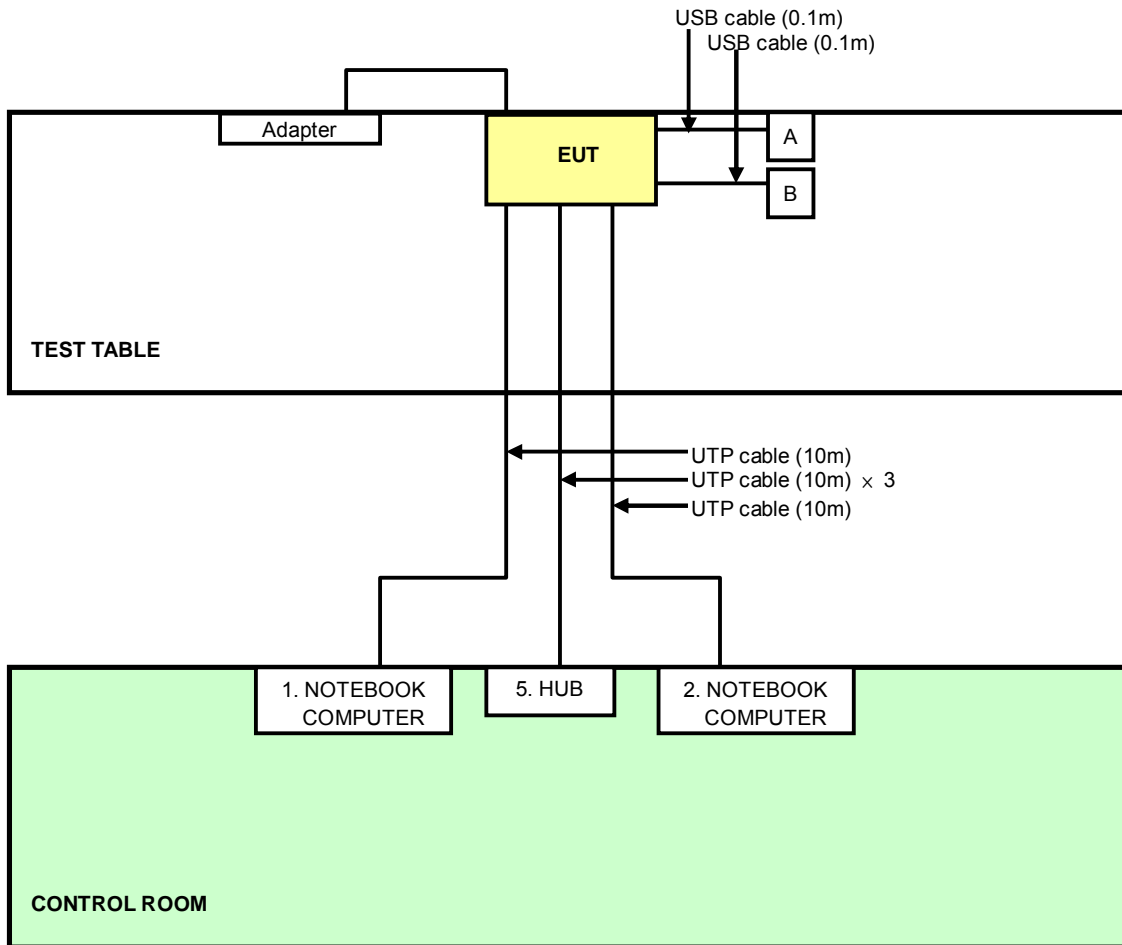 USB cable (0.1m)
USB cable (0.1m)
Adapter
EUT
A
B
TEST TABLE
UTP cable (10m)
UTP cable (10m) × 3
UTP cable (10m)
1. NOTEBOOK
COMPUTER
5. HUB
2. NOTEBOOK
COMPUTER
CONTROL ROOM